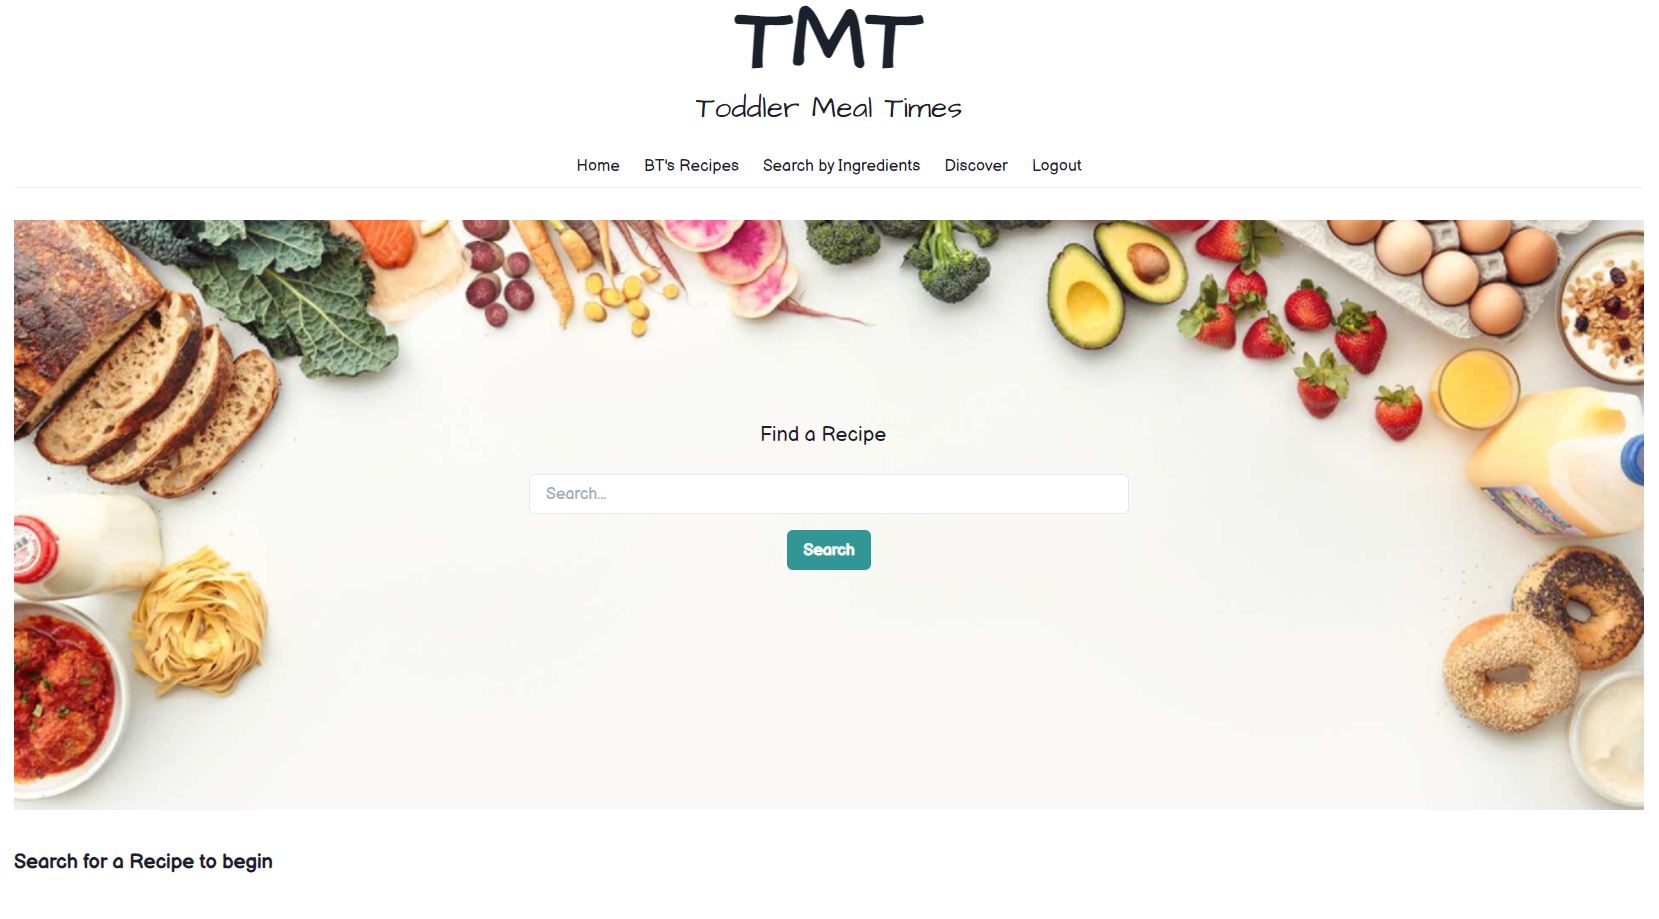 TMT
Toddler Meal Times
Home BT's Recipes Search by Ingredients Discover Logout
Find a Recipe
Search...
Search
Search for a Recipe to begin